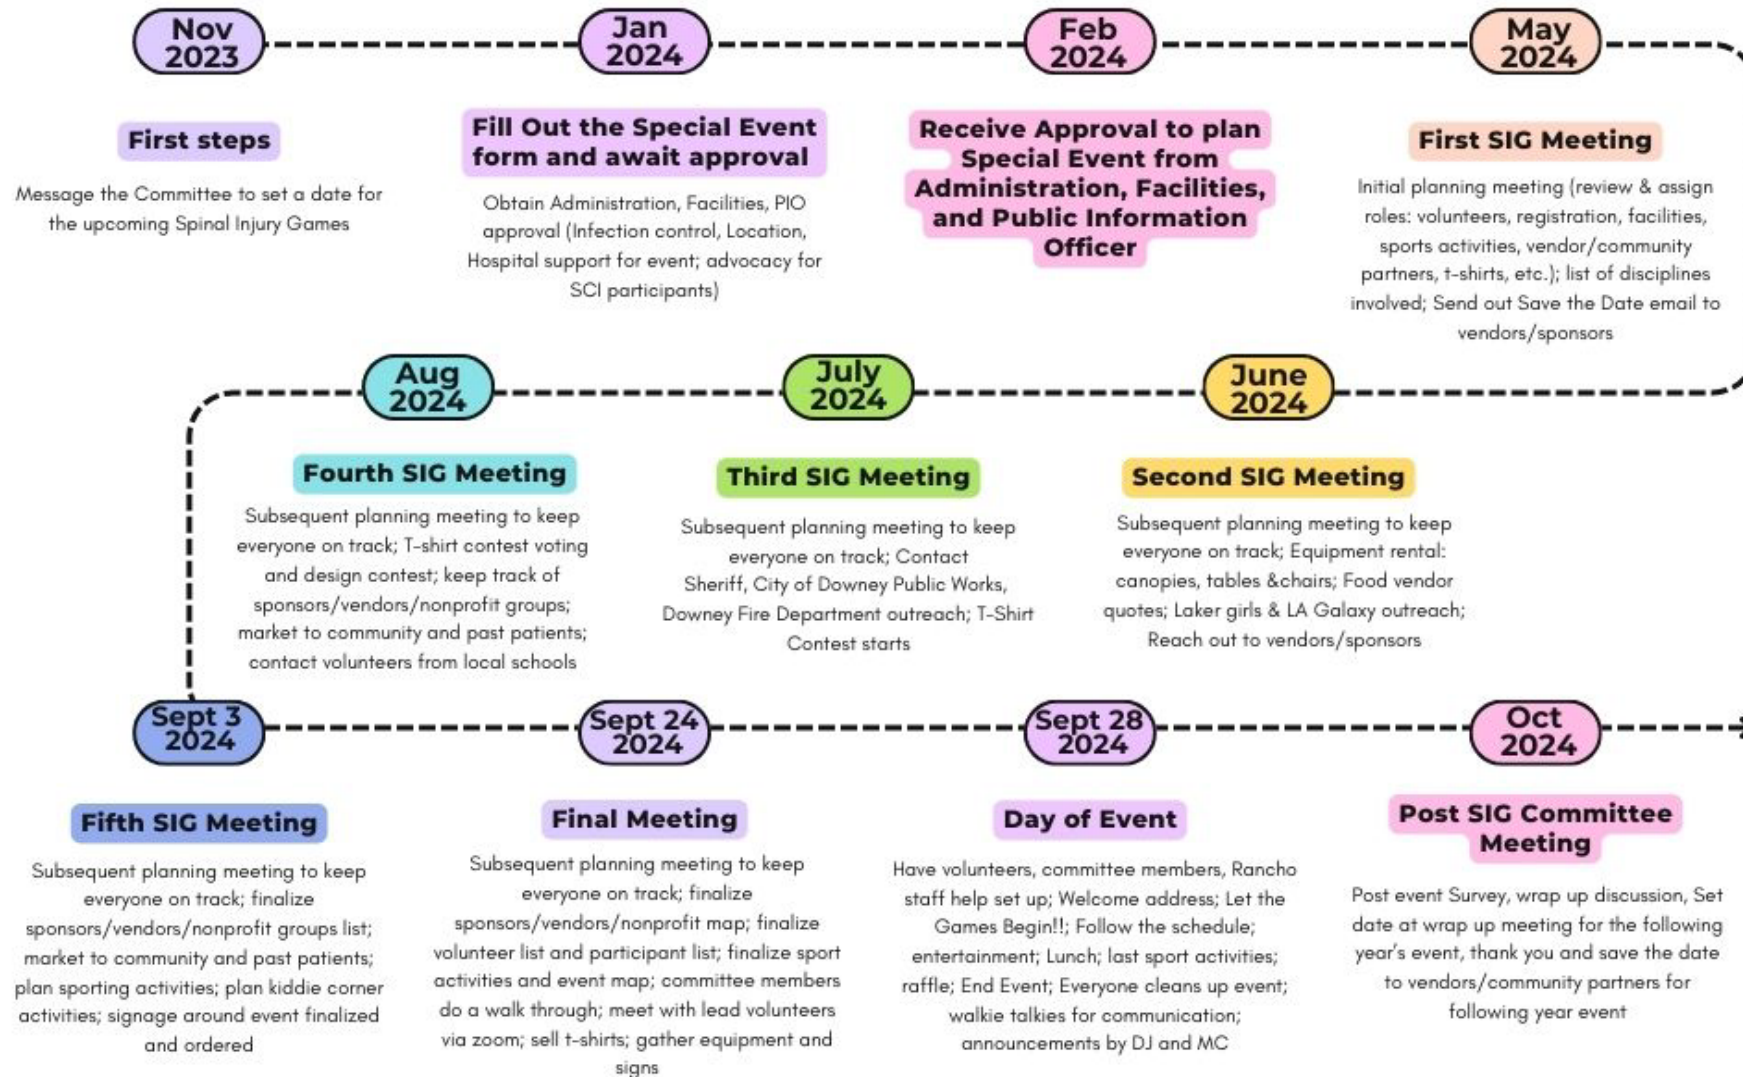 Nov
2023
First steps
Message the Committee to set a date for
the upcoming Spinal Injury Games
Jan
2024
Fill Out the Special Event
form and await approval
Obtain Administration, Facilities, PIO
approval (Infection control, Location,
Hospital support for event; advocacy for
SCI participants)
Feb
2024
Receive Approval to plan
Special Event from
Administration, Facilities,
and Public Information
Officer
May
2024
First SIG Meeting
Initial planning meeting (review & assign
roles: volunteers, registration, facilities,
sports activities, vendor/community
partners, t-shirts, etc.); list of disciplines
involved; Send out Save the Date email to
vendors/sponsors
June
2024
Second SIG Meeting
Subsequent planning meeting to keep
everyone on track; Equipment rental:
canopies, tables &chairs; Food vendor
quotes; Laker girls & LA Galaxy outreach;
Reach out to vendors/sponsors
July
2024
Third SIG Meeting
Subsequent planning meeting to keep
everyone on track; Contact
Sheriff, City of Downey Public Works,
Downey Fire Department outreach; T-Shirt
Contest starts
Aug
2024
Fourth SIG Meeting
Subsequent planning meeting to keep
everyone on track; T-shirt contest voting
and design contest; keep track of
sponsors/vendors/nonprofit groups;
market to community and past patients;
contact volunteers from local schools
Sept 3
2024
Fifth SIG Meeting
Subsequent planning meeting to keep
everyone on track; finalize
sponsors/vendors/nonprofit groups list;
market to community and past patients;
plan sporting activities; plan kiddie corner
activities; signage around event finalized
and ordered
Sept 24
2024
Final Meeting
Subsequent planning meeting to keep
everyone on track; finalize
sponsors/vendors/nonprofit map; finalize
volunteer list and participant list; finalize sport
activities and event map; committee members
do a walk through; meet with lead volunteers
via zoom; sell t-shirts; gather equipment and
signs
Sept 28
2024
Day of Event
Have volunteers, committee members, Rancho
staff help set up; Welcome address; Let the
Games Begin!!; Follow the schedule;
entertainment; Lunch; last sport activities;
raffle; End Event; Everyone cleans up event;
walkie talkies for communication;
announcements by DJ and MC
Oct
2024
Post SIG Committee
Meeting
Post event Survey, wrap up discussion, Set
date at wrap up meeting for the following
year's event, thank you and save the date
to vendors/community partners for
following year event